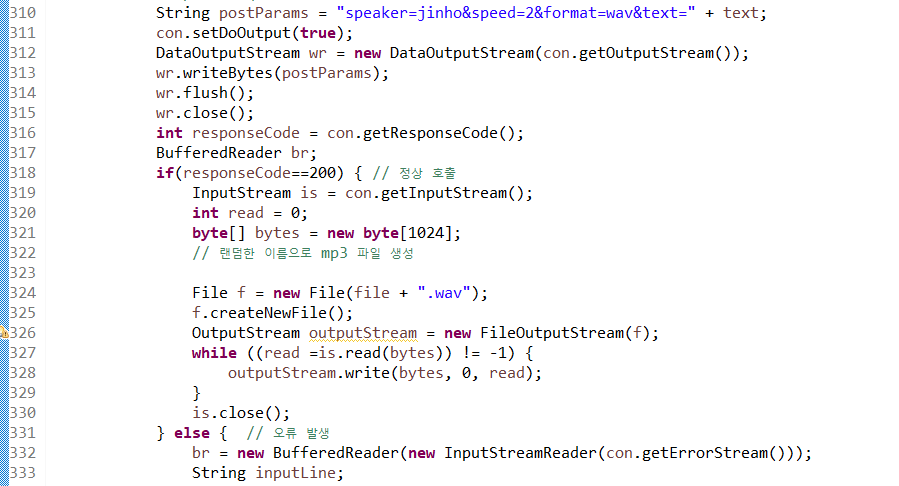 310 String postParams = "speaker=jinho&speed=2&format=wav&text=" + text;
311 con.setDoOutput(true);
312 DataOutputStream wr = new DataOutputStream(con.getOutputStream());
313 wr.writeBytes(postParams);
314 wr.flush();
315 wr.close();
316 int responseCode = con.getResponseCode();
317 BufferedReader br;
318 if(responseCode==200) { // 정상 호출
319 InputStream is = con.getInputStream();
320 int read = 0;
321 byte[] bytes = new byte[1024];
322 // 랜덤한 이름으로 mp3 파일 생성
323
324 File f = new File(file + ".wav");
325 f.createNewFile();
326 OutputStream outputStream = new FileOutputStream(f);
327 while ((read =is.read(bytes)) != -1) {
328 outputStream.write(bytes, 0, read);
329 }
330 is.close();
331 } else { // 오류 발생
332 br = new BufferedReader(new InputStreamReader(con.getErrorStream()));
333 String inputLine;